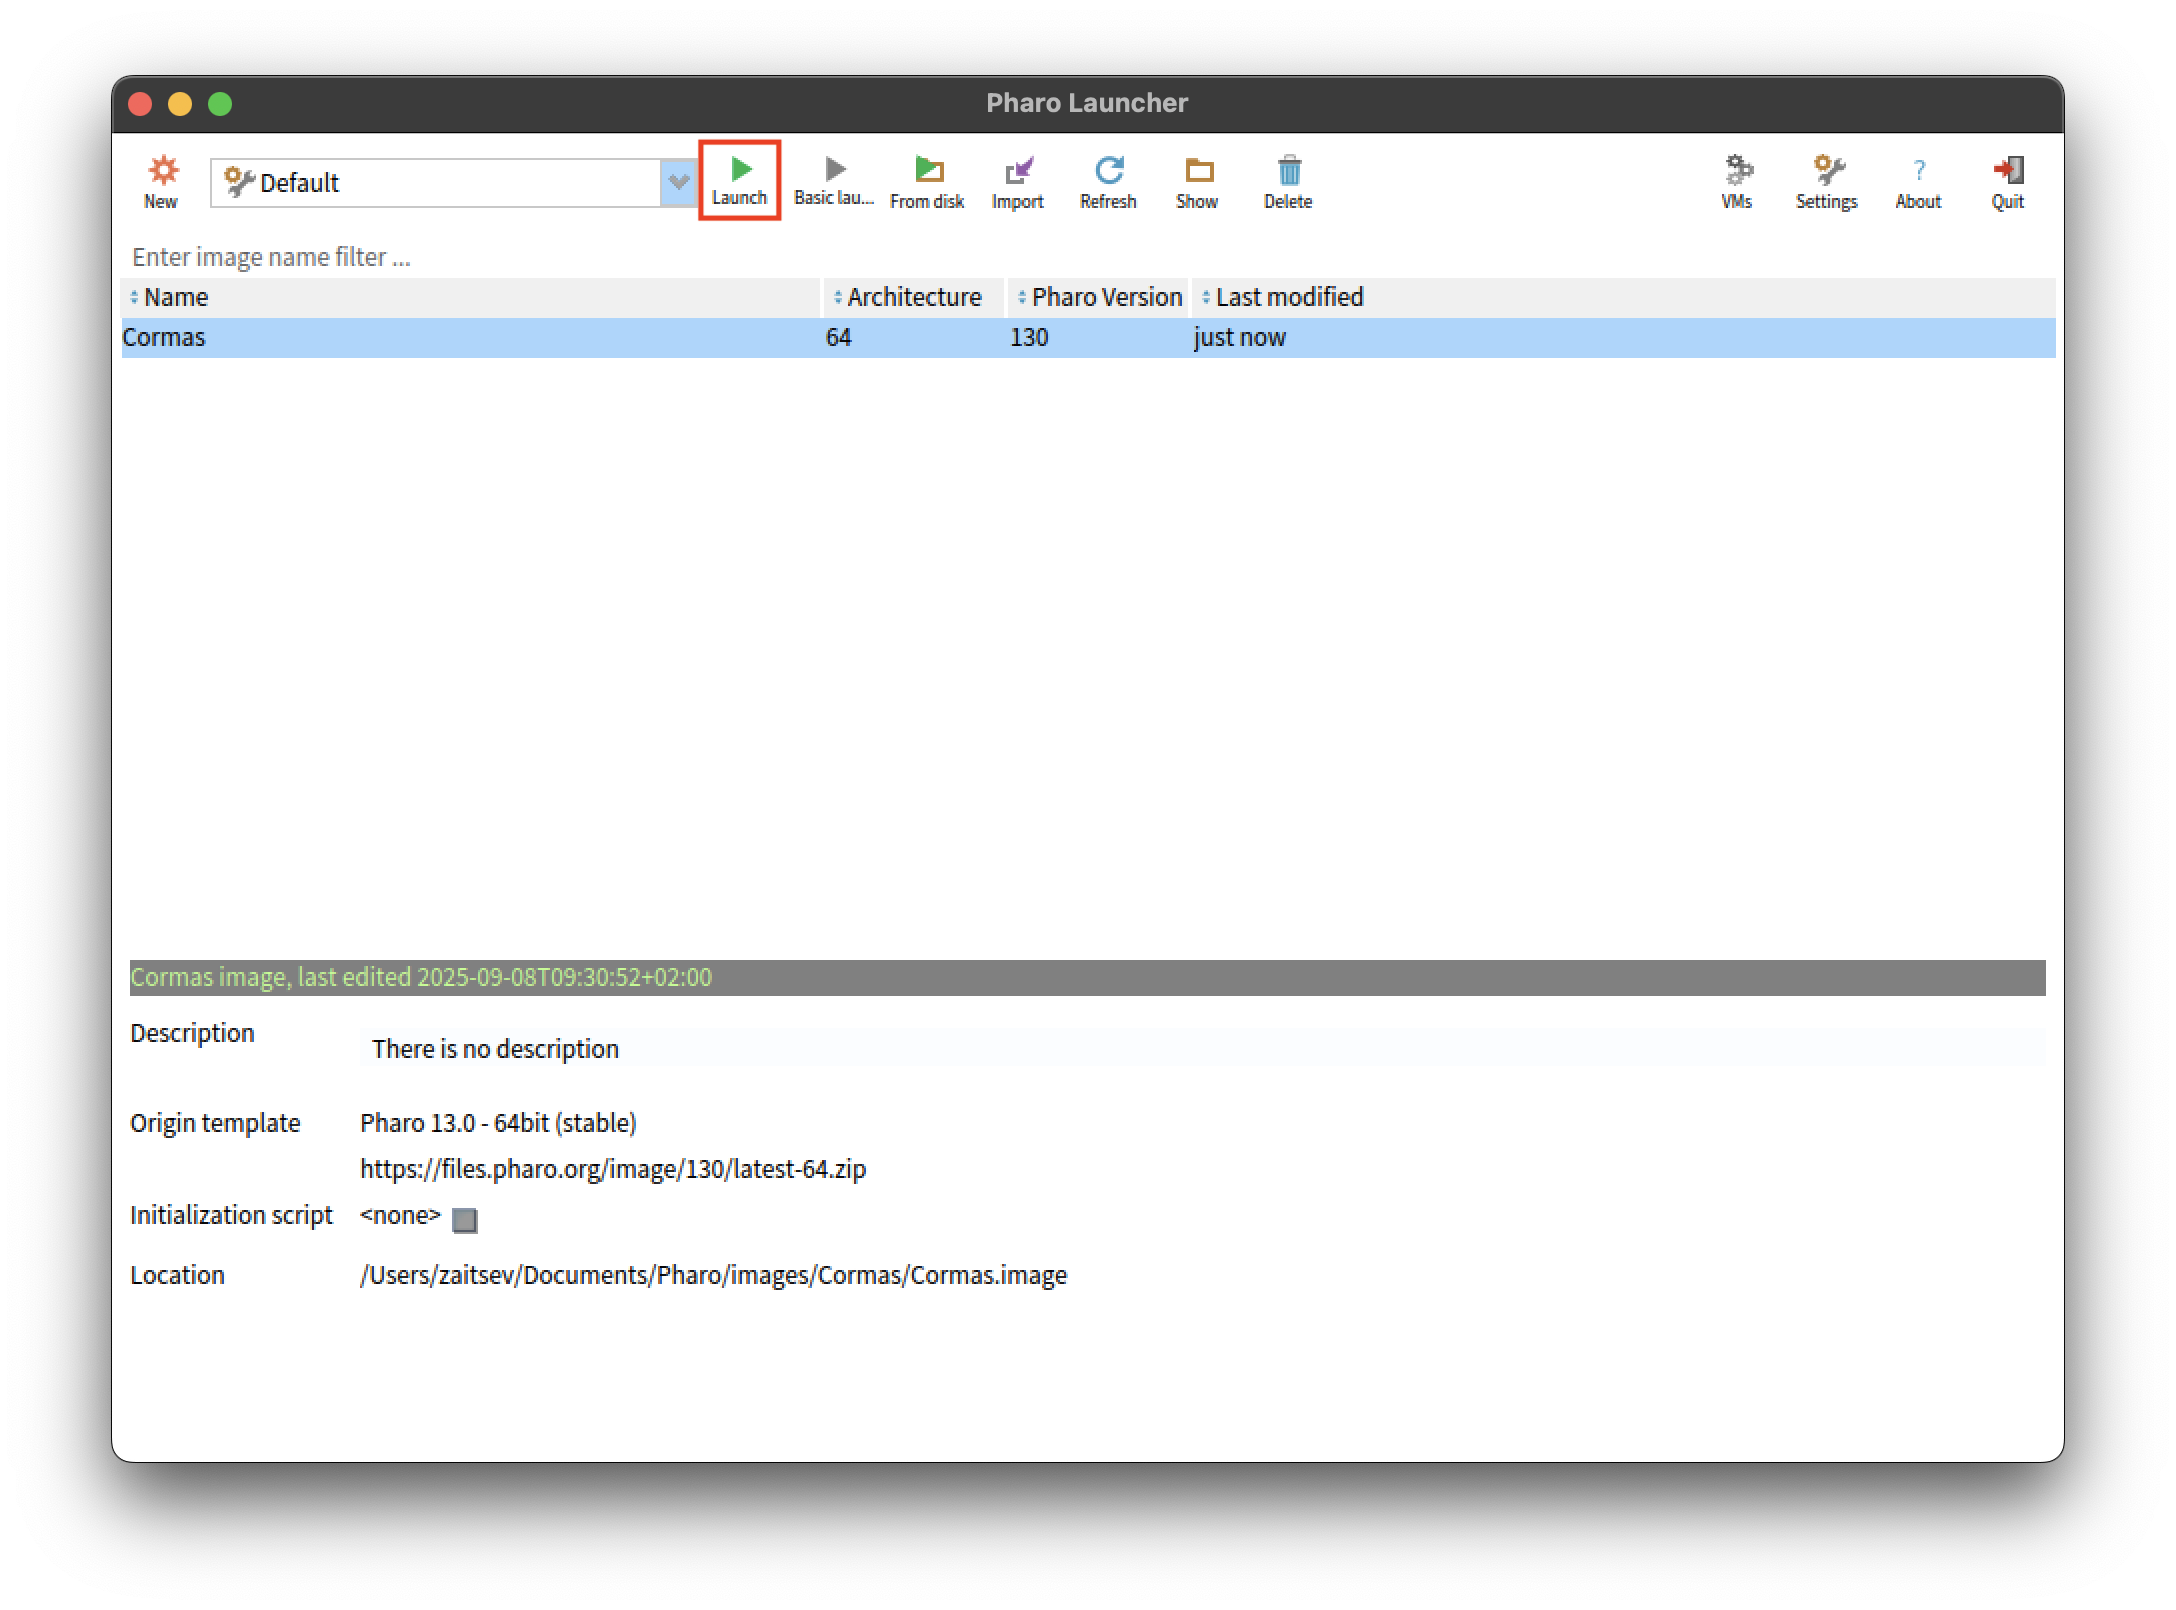 Pharo Launcher
New
Default
Launch
Basic lau...
From disk
Import
Refresh
Show
Delete
VMs
Settings
?
About
Quit
Enter image name filter ...
Name Architecture Pharo Version Last modified
Cormas 64 130 just now
Cormas image, last edited 2025-09-08T09:30:52+02:00
Description There is no description
Origin template Pharo 13.0 - 64bit (stable)
https://files.pharo.org/image/130/latest-64.zip
Initialization script <none>
Location /Users/zaitsev/Documents/Pharo/images/Cormas/Cormas.image